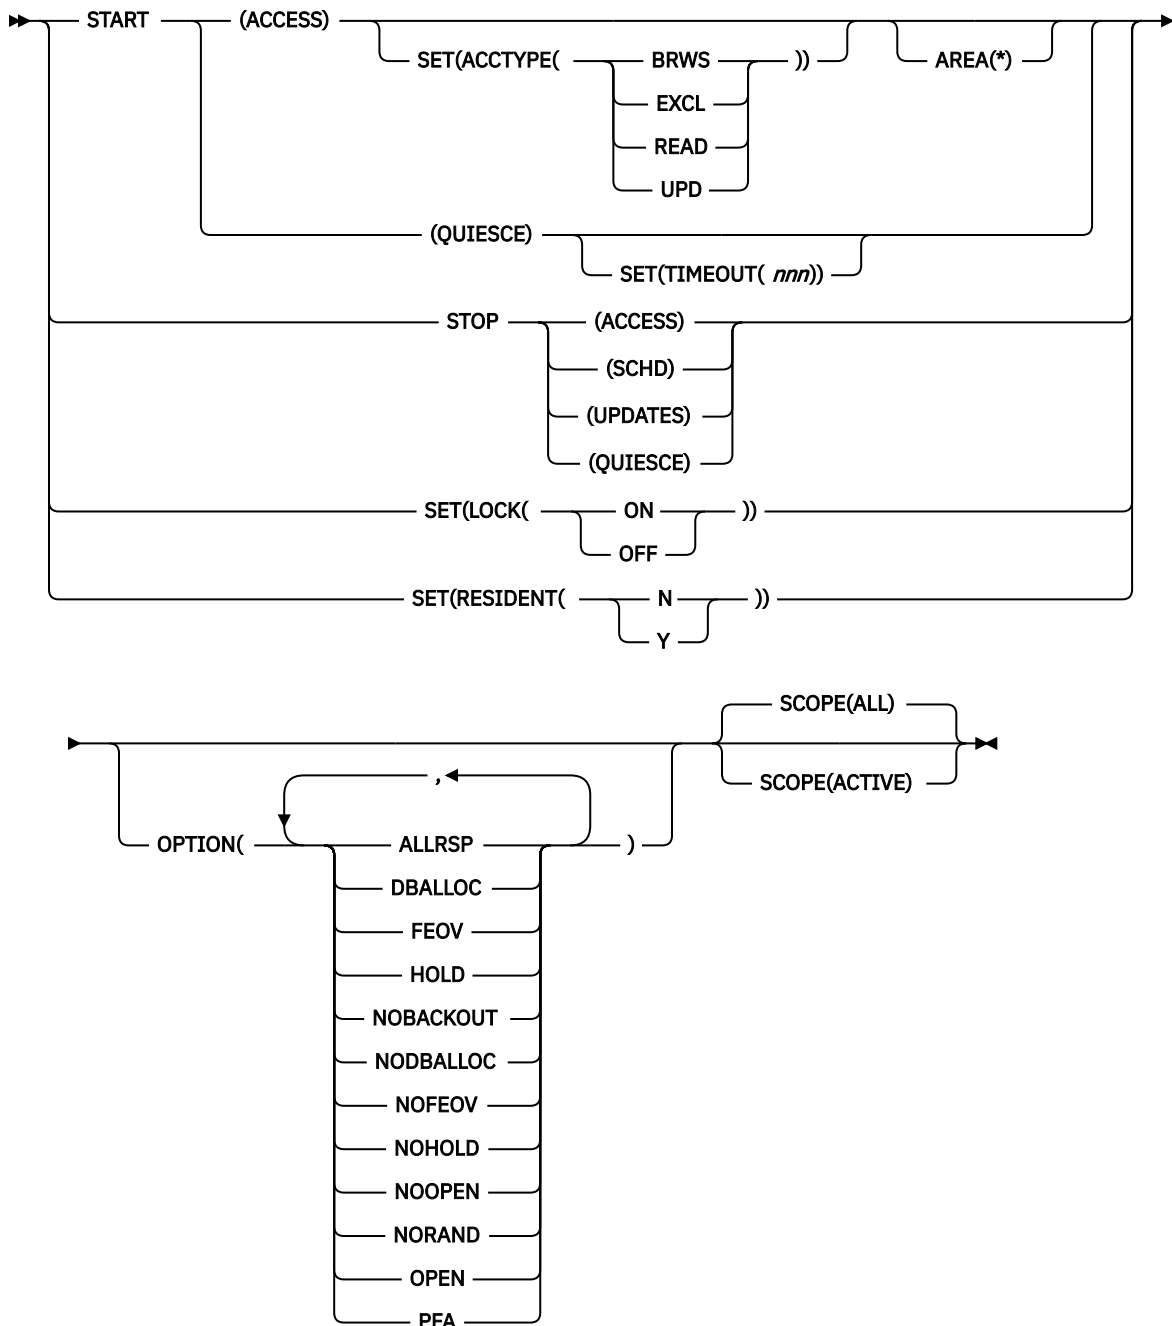 START (ACCESS)
SET(ACCTYPE( BRWS )) AREA(*)
EXCL
READ
UPD
(QUIESCE)
SET(TIMEOUT( nnn))
STOP (ACCESS)
(SCHD)
(UPDATES)
(QUIESCE)
SET(LOCK( ON ))
OFF
SET(RESIDENT( N ))
Y
SCOPE(ALL)
SCOPE(ACTIVE)
,
OPTION( ALLRSP )
DBALLOC
FEOV
HOLD
NOBACKOUT
NODBALLOC
NOFEOV
NOHOLD
NOOPEN
NORAND
OPEN
PFA